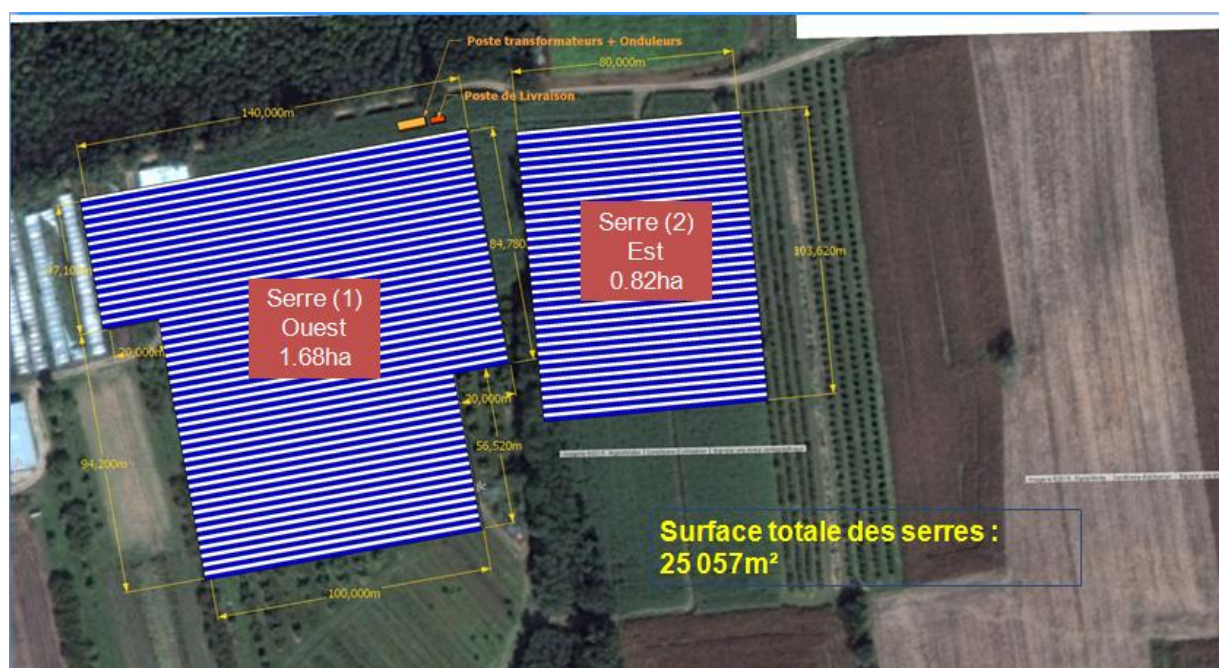 Poste transformateurs + Onduleurs
80,000m
Poste de Livraison
140,000m
84,780
103,620m
Serre (2)
Est
0.82ha
Serre (1)
Ouest
1.68ha
20,000m
20,000m
56,520m
94,200m
100,000m
Surface totale des serres :
25 057m²